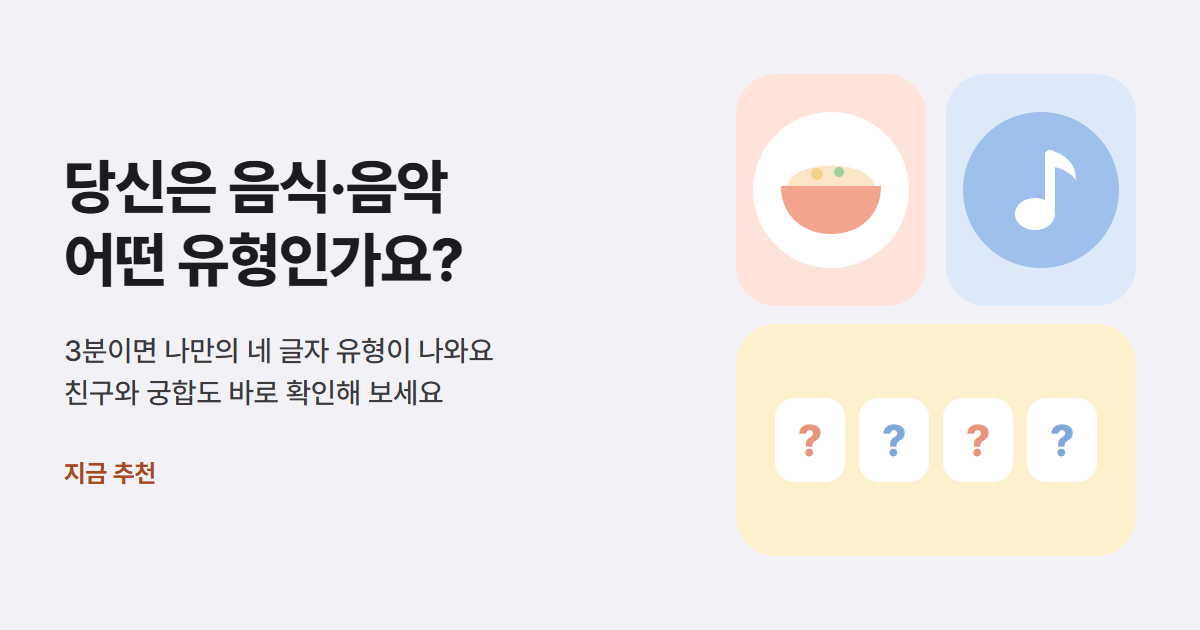 당신은 음식·음악
어떤 유형인가요?
3분이면 나만의 네 글자 유형이 나와요
친구와 궁합도 바로 확인해 보세요
지금 추천
? ? ? ?